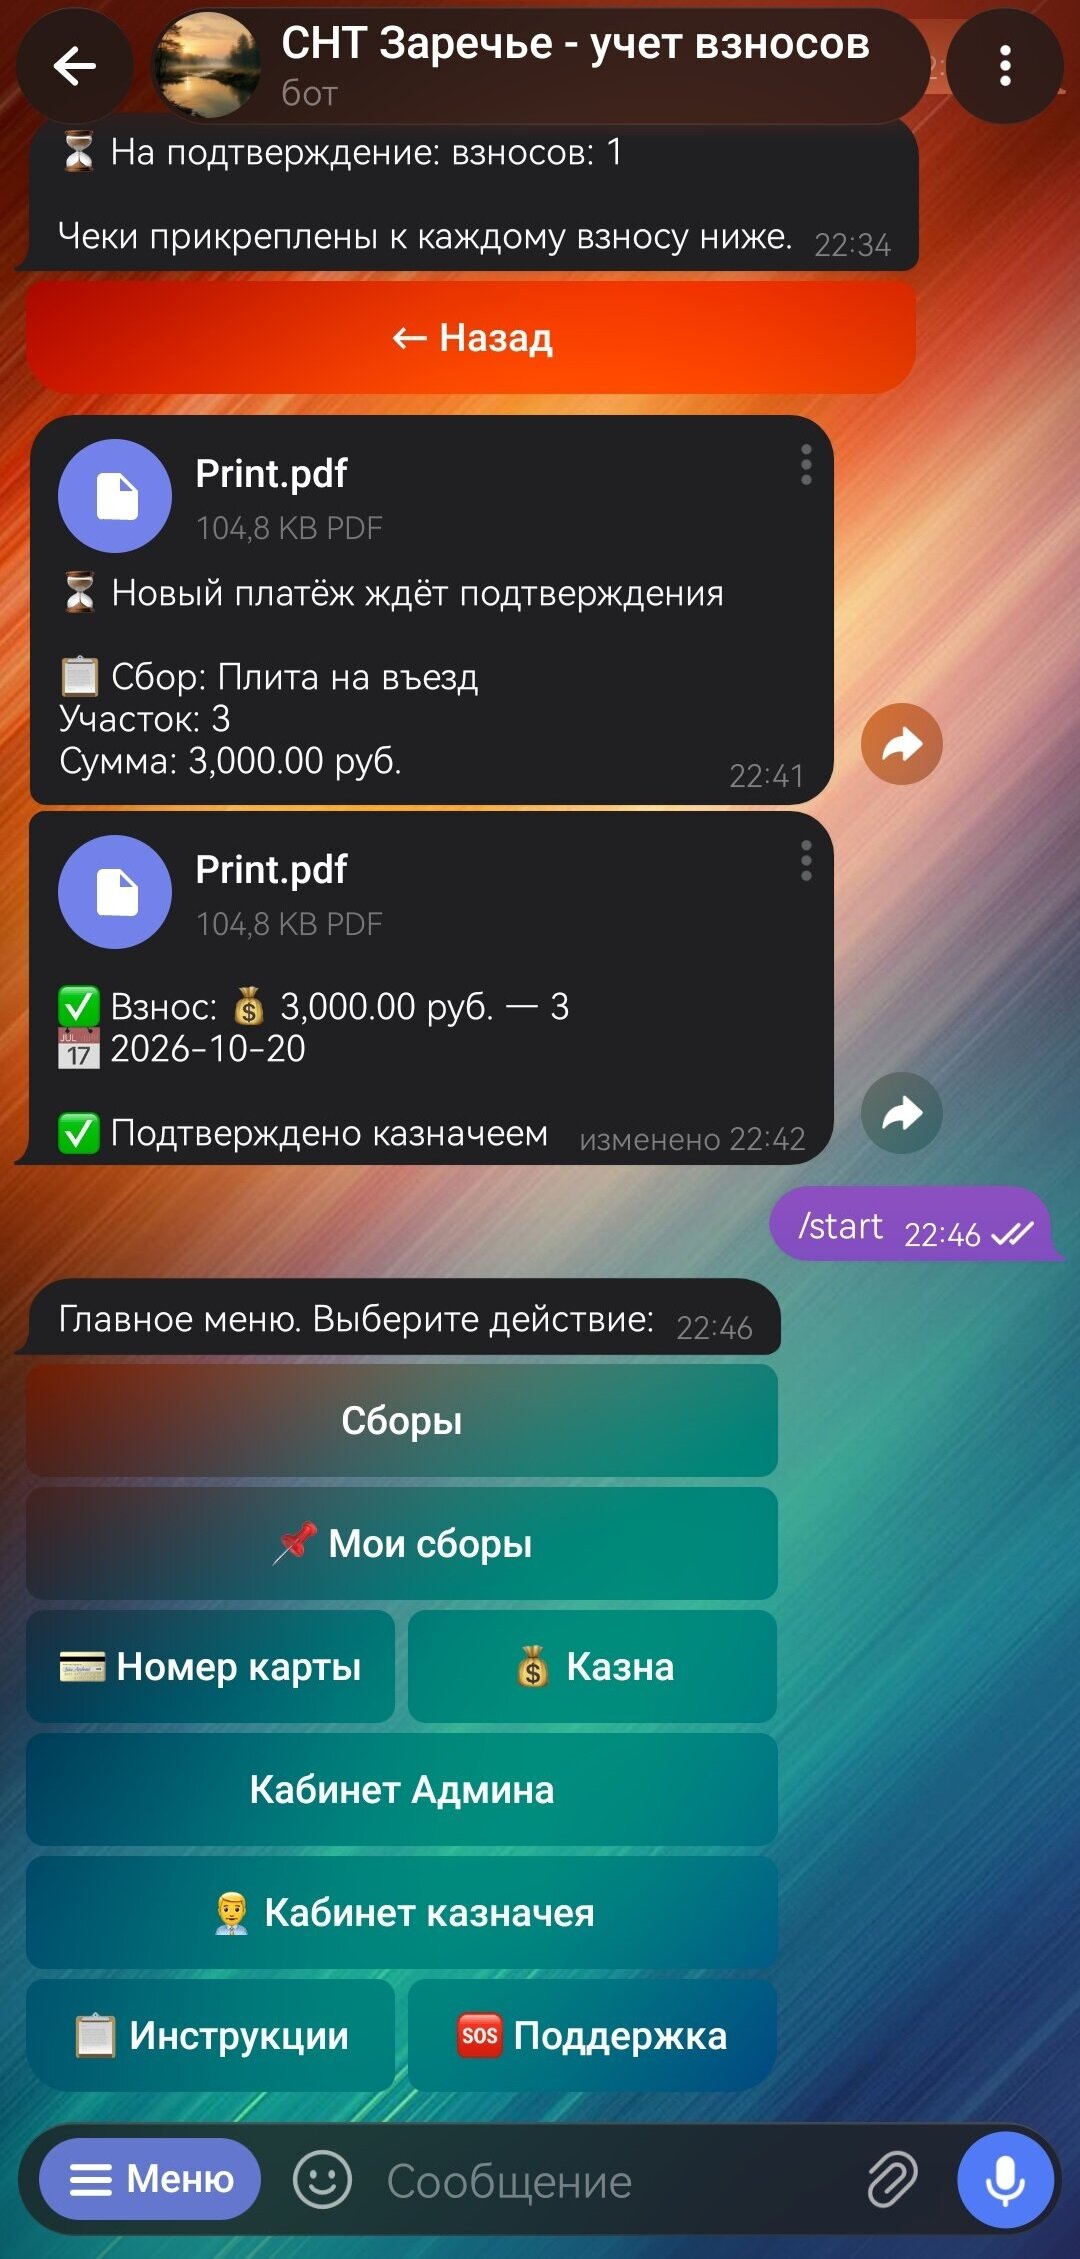 СНТ Заречье - учет взносов
бот
⏳ На подтверждение: взносов: 1
Чеки прикреплены к каждому взносу ниже. 22:34
← Назад
Print.pdf
104,8 KB PDF
⏳ Новый платёж ждёт подтверждения
📋 Сбор: Плита на въезд
Участок: 3
Сумма: 3,000.00 руб.
22:41
Print.pdf
104,8 KB PDF
✅ Взнос: 💰 3,000.00 руб. — 3
📅 2026-10-20
✅ Подтверждено казначеем изменено 22:42
/start 22:46
Главное меню. Выберите действие: 22:46
Сборы
📌 Мои сборы
💳 Номер карты
💰 Казна
Кабинет Админа
👨‍💼 Кабинет казначея
📋 Инструкции
🆘 Поддержка
Меню
Сообщение